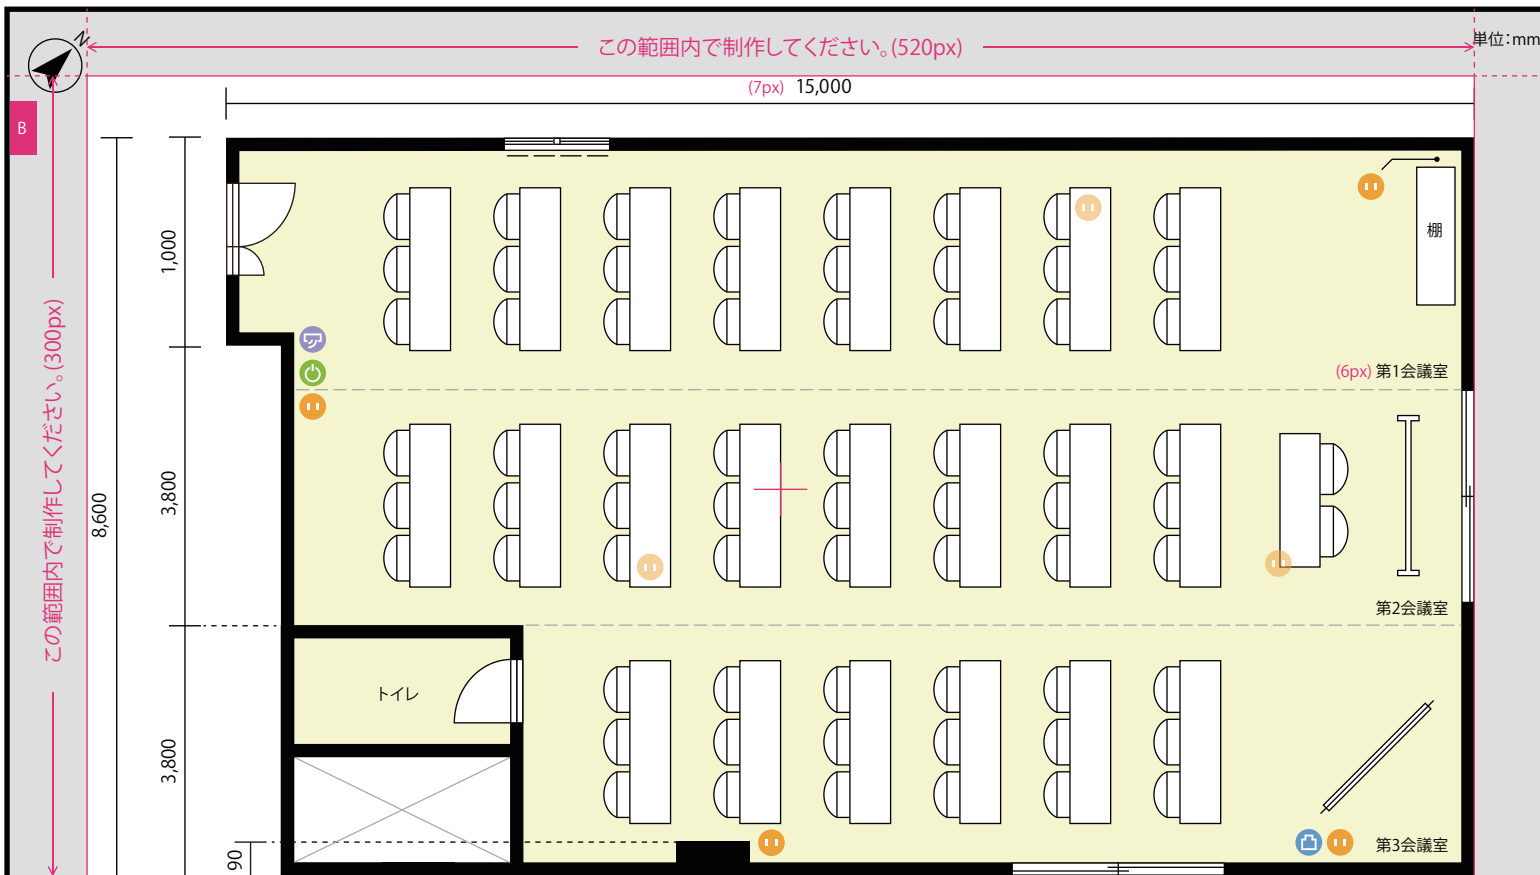 N
この範囲内で制作してください。(520px)
単位：mm
(7px) 15,000
B
この範囲内で制作してください。(300px)
8,600
1,000
3,800
3,800
90
棚
(6px) 第1会議室
第2会議室
トイレ
第3会議室